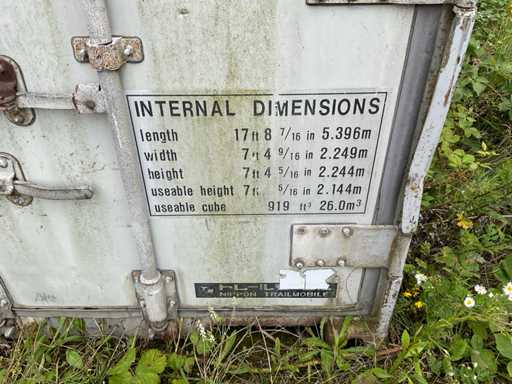 INTERNAL DIMENSIONS
length 17 ft 8 7/16 in 5.396m
width 7 ft 4 9/16 in 2.249m
height 7 ft 4 5/16 in 2.244m
useable height 7 ft 5/16 in 2.144m
useable cube 919 ft³ 26.0m³
NIPPON TRAILMOBILE